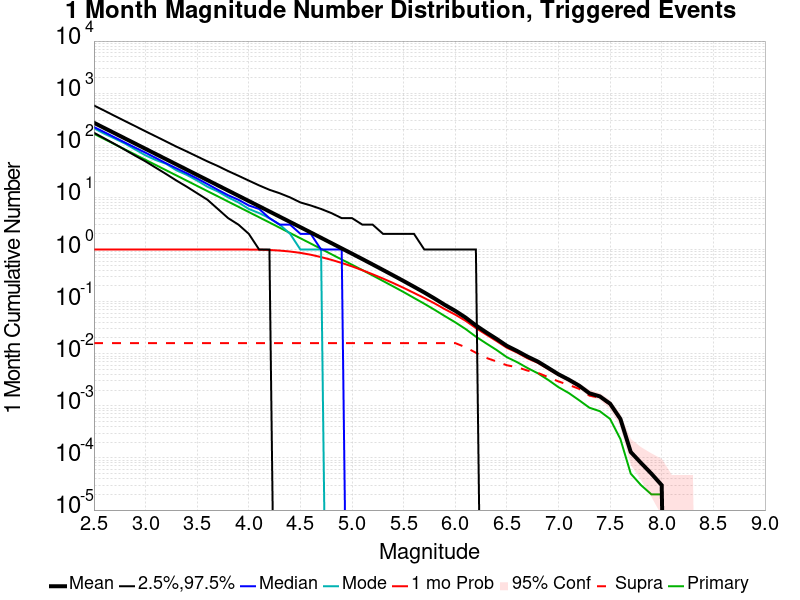 1 Month Magnitude Number Distribution, Triggered Events
1 Month Cumulative Number
10^4
10^3
10^2
10^1
10^0
10^-1
10^-2
10^-3
10^-4
10^-5
2.5 3.0 3.5 4.0 4.5 5.0 5.5 6.0 6.5 7.0 7.5 8.0 8.5 9.0
Magnitude
Mean 2.5%,97.5% Median Mode 1 mo Prob 95% Conf Supra Primary